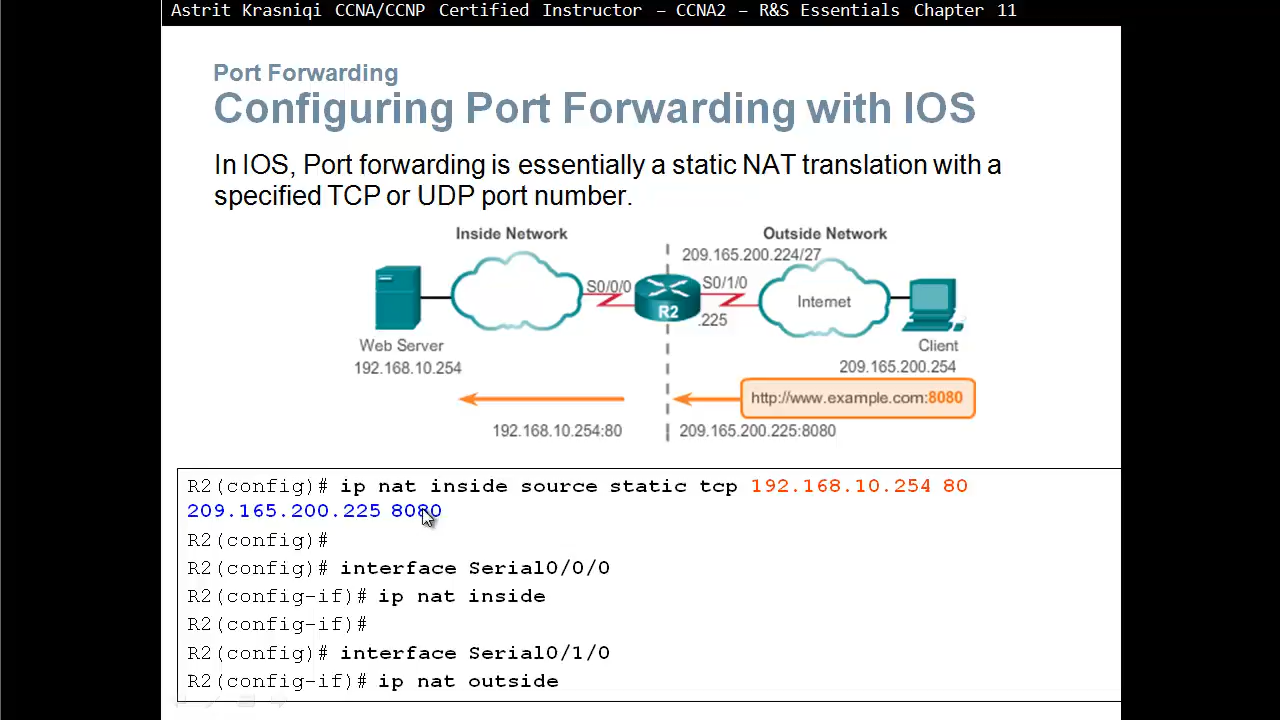 Astrit Krasniqi CCNA/CCNP Certified Instructor – CCNA2 – R&S Essentials Chapter 11
Port Forwarding
Configuring Port Forwarding with IOS
In IOS, Port forwarding is essentially a static NAT translation with a
specified TCP or UDP port number.
Inside Network
Outside Network
209.165.200.224/27
S0/0/0
S0/1/0
Internet
R2
.225
Web Server
Client
192.168.10.254
209.165.200.254
http://www.example.com:8080
192.168.10.254:80
209.165.200.225:8080
R2(config)# ip nat inside source static tcp 192.168.10.254 80
209.165.200.225 8080
R2(config)#
R2(config)# interface Serial0/0/0
R2(config-if)# ip nat inside
R2(config-if)#
R2(config)# interface Serial0/1/0
R2(config-if)# ip nat outside